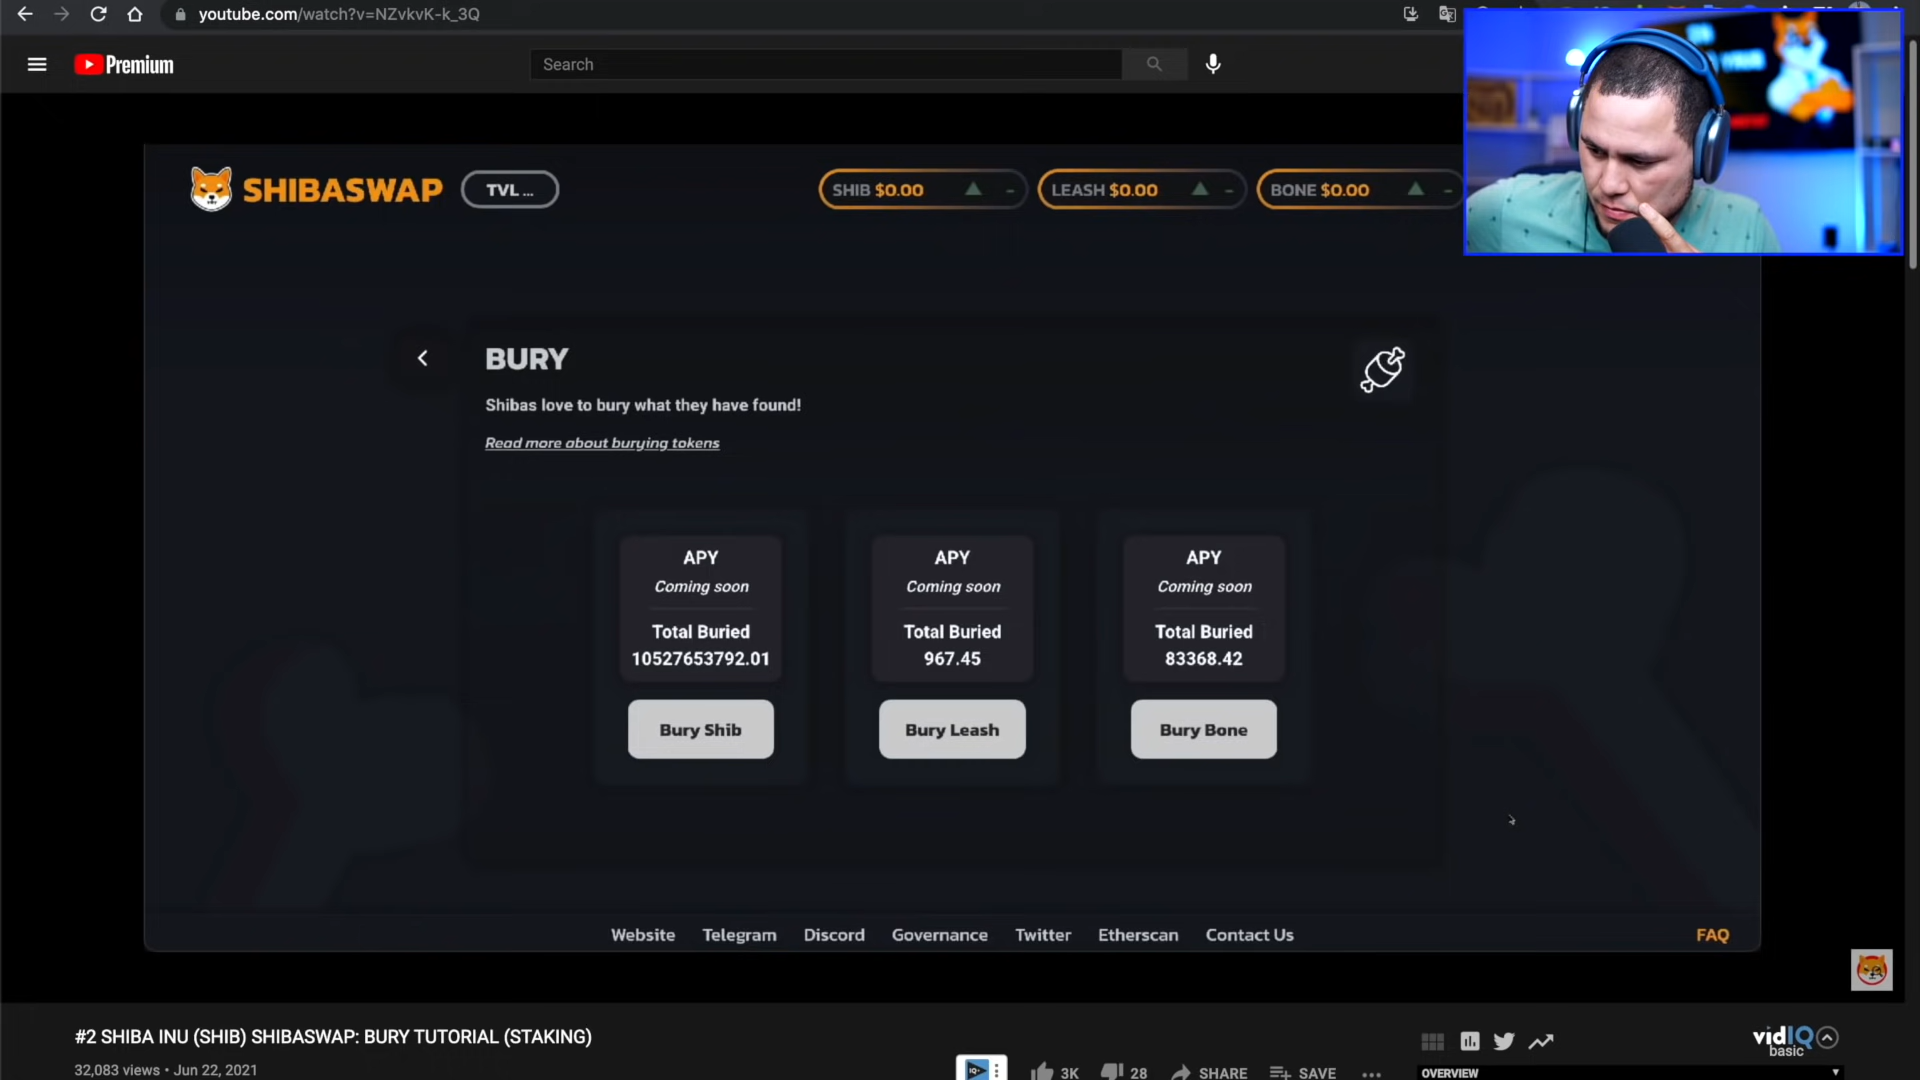 youtube.com/watch?v=NZvkvK-k_3Q
Premium
Search
SHIBASWAP
TVL ...
SHIB $0.00 -
LEASH $0.00 -
BONE $0.00 -
BURY
Shibas love to bury what they have found!
Read more about burying tokens
APY
Coming soon
Total Buried
10527653792.01
Bury Shib
APY
Coming soon
Total Buried
967.45
Bury Leash
APY
Coming soon
Total Buried
83368.42
Bury Bone
Website Telegram Discord Governance Twitter Etherscan Contact Us
FAQ
#2 SHIBA INU (SHIB) SHIBASWAP: BURY TUTORIAL (STAKING)
32,083 views • Jun 22, 2021
3K 28 SHARE SAVE ...
vidIQ
basic
OVERVIEW